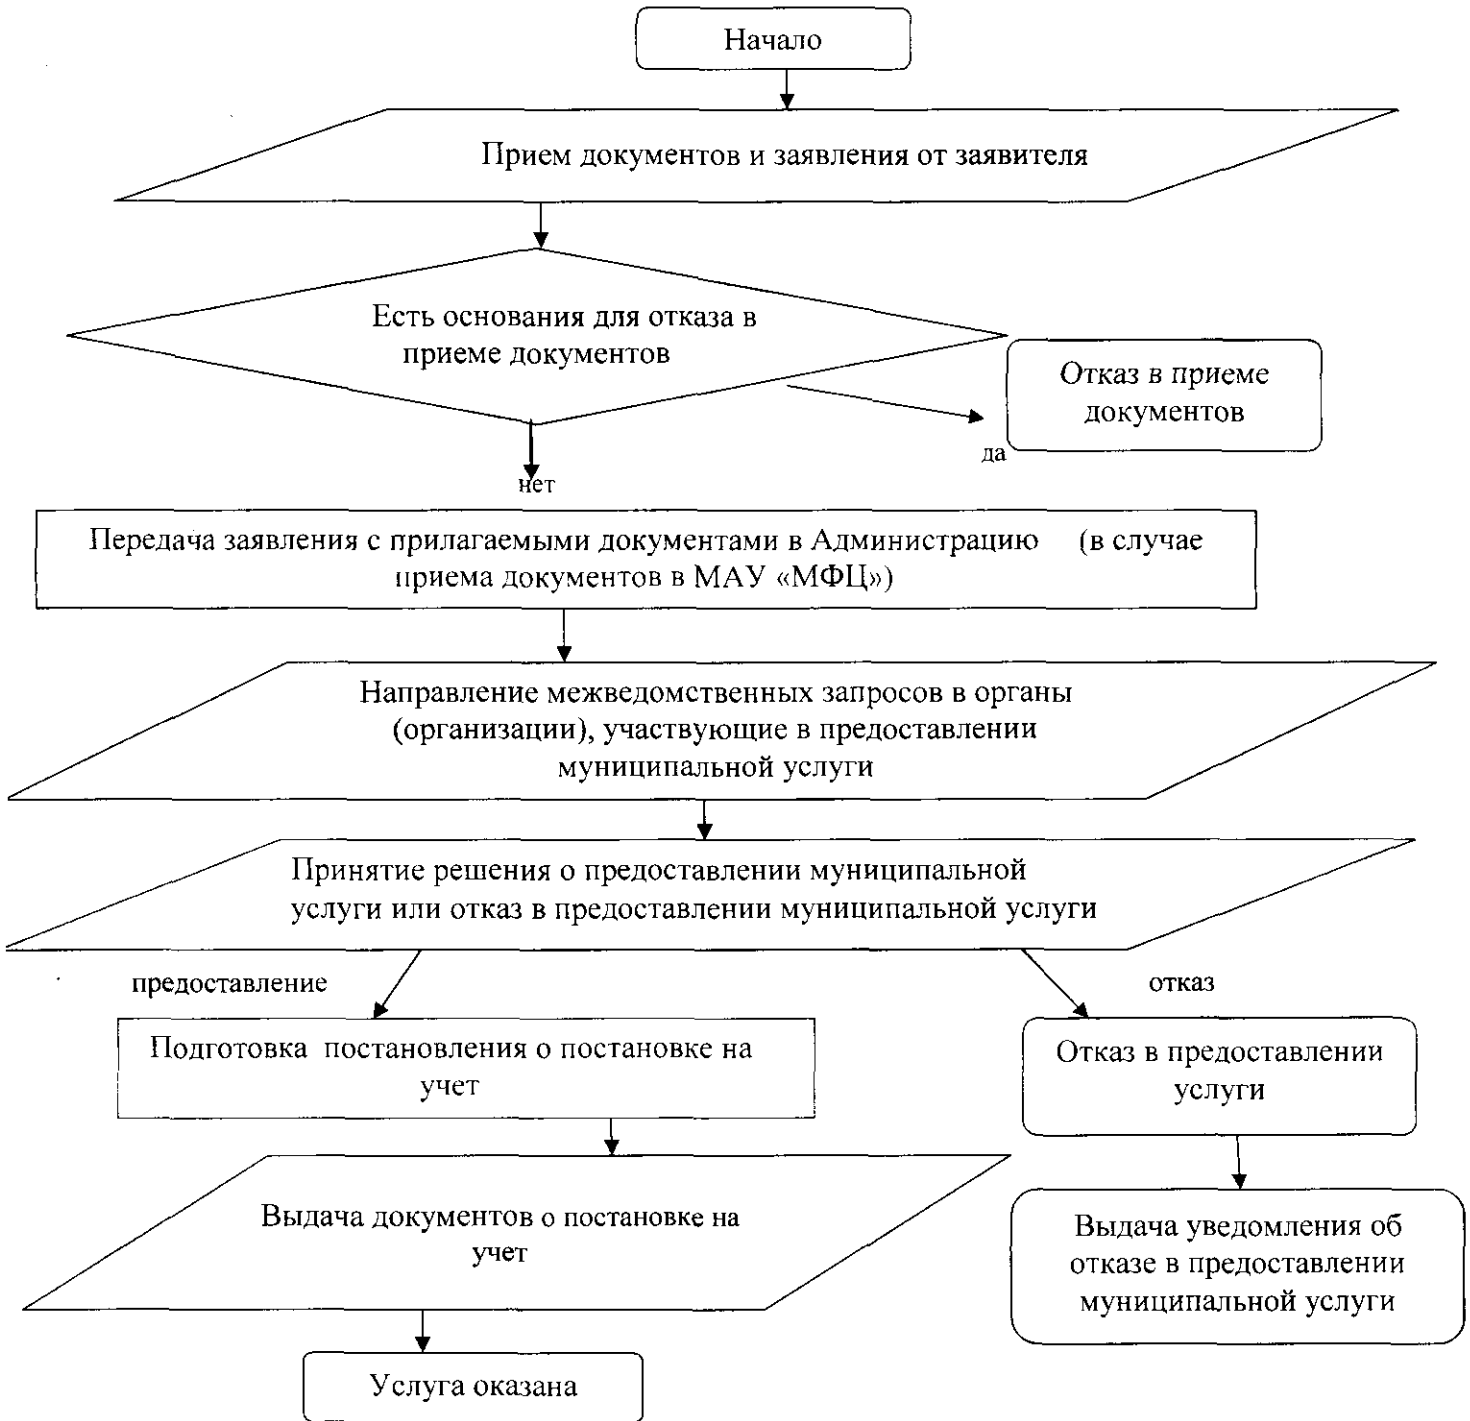 Начало
Прием документов и заявления от заявителя
Есть основания для отказа в
приеме документов
Отказ в приеме
документов
да
нет
Передача заявления с прилагаемыми документами в Администрацию (в случае
приема документов в МАУ «МФЦ»)
Направление межведомственных запросов в органы
(организации), участвующие в предоставлении
муниципальной услуги
Принятие решения о предоставлении муниципальной
услуги или отказ в предоставлении муниципальной услуги
предоставление
отказ
Подготовка постановления о постановке на
учет
Отказ в предоставлении
услуги
Выдача документов о постановке на
учет
Выдача уведомления об
отказе в предоставлении
муниципальной услуги
Услуга оказана